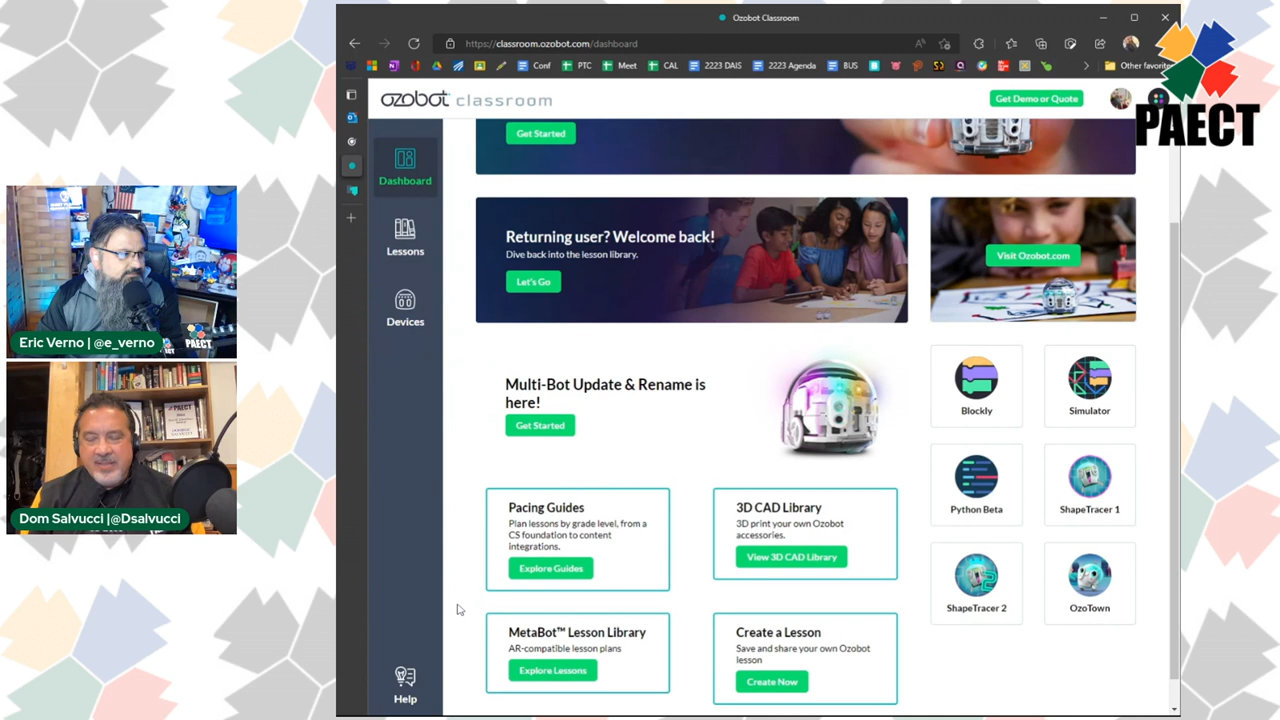 Ozobot Classroom
https://classroom.ozobot.com/dashboard
Conf
PTC
Meet
CAL
2223 DAIS
2223 Agenda
BUS
Other favorites
ozobot classroom
Get Demo or Quote
PAECT
Dashboard
Lessons
Devices
Help
Get Started
Returning user? Welcome back!
Dive back into the lesson library.
Let's Go
Visit Ozobot.com
Multi-Bot Update & Rename is
here!
Get Started
Blockly
Simulator
Python Beta
ShapeTracer 1
ShapeTracer 2
OzoTown
Pacing Guides
Plan lessons by grade level, from a
CS foundation to content
integrations.
Explore Guides
3D CAD Library
3D print your own Ozobot
accessories.
View 3D CAD Library
MetaBot™ Lesson Library
AR-compatible lesson plans
Explore Lessons
Create a Lesson
Save and share your own Ozobot
lesson
Create Now
Eric Verno | @e_verno
PAECT
Dom Salvucci |@Dsalvucci